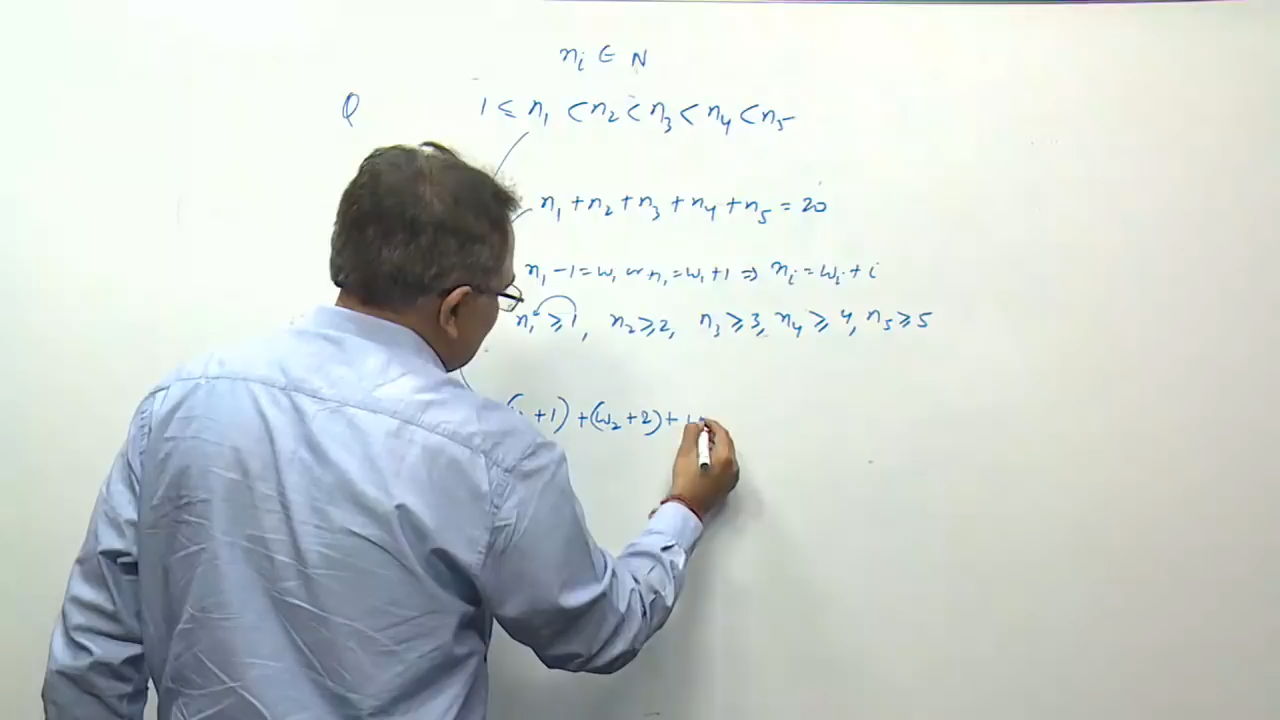 nᵢ ∈ N
Q 1 ≤ n₁ < n₂ < n₃ < n₄ < n₅
n₁ + n₂ + n₃ + n₄ + n₅ = 20
n₁ - 1 = w₁ or n₁ = w₁ + 1 ⇒ nᵢ = wᵢ + i
n₁ ≥ 1, n₂ ≥ 2, n₃ ≥ 3, n₄ ≥ 4, n₅ ≥ 5
( + 1) + (w₂ + 2) +